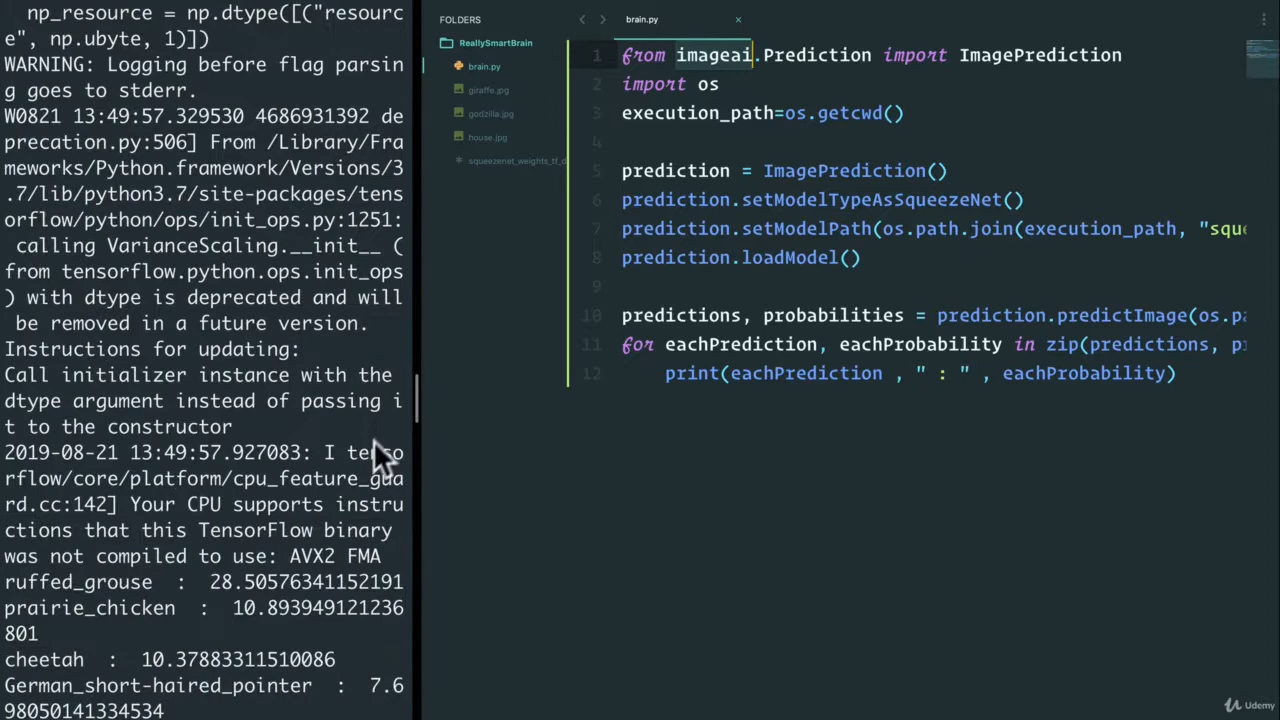 np_resource = np.dtype([("resourc
e", np.ubyte, 1)])
WARNING: Logging before flag parsin
g goes to stderr.
W0821 13:49:57.329530 4686931392 de
precation.py:506] From /Library/Fra
meworks/Python.framework/Versions/3
.7/lib/python3.7/site-packages/tens
orflow/python/ops/init_ops.py:1251:
calling VarianceScaling.__init__ (
from tensorflow.python.ops.init_ops
) with dtype is deprecated and will
be removed in a future version.
Instructions for updating:
Call initializer instance with the
dtype argument instead of passing i
t to the constructor
2019-08-21 13:49:57.927083: I tenso
rflow/core/platform/cpu_feature_gua
rd.cc:142] Your CPU supports instru
ctions that this TensorFlow binary
was not compiled to use: AVX2 FMA
ruffed_grouse : 28.50576341152191
prairie_chicken : 10.893949121236
801
cheetah : 10.37883311510086
German_short-haired_pointer : 7.6
98050141334534
FOLDERS
ReallySmartBrain
brain.py
giraffe.jpg
godzilla.jpg
house.jpg
squeezenet_weights_tf_d
brain.py ×
1 from imageai.Prediction import ImagePrediction
2 import os
3 execution_path=os.getcwd()
4
5 prediction = ImagePrediction()
6 prediction.setModelTypeAsSqueezeNet()
7 prediction.setModelPath(os.path.join(execution_path, "sque
8 prediction.loadModel()
9
10 predictions, probabilities = prediction.predictImage(os.pa
11 for eachPrediction, eachProbability in zip(predictions, pr
12 print(eachPrediction , " : " , eachProbability)
Udemy